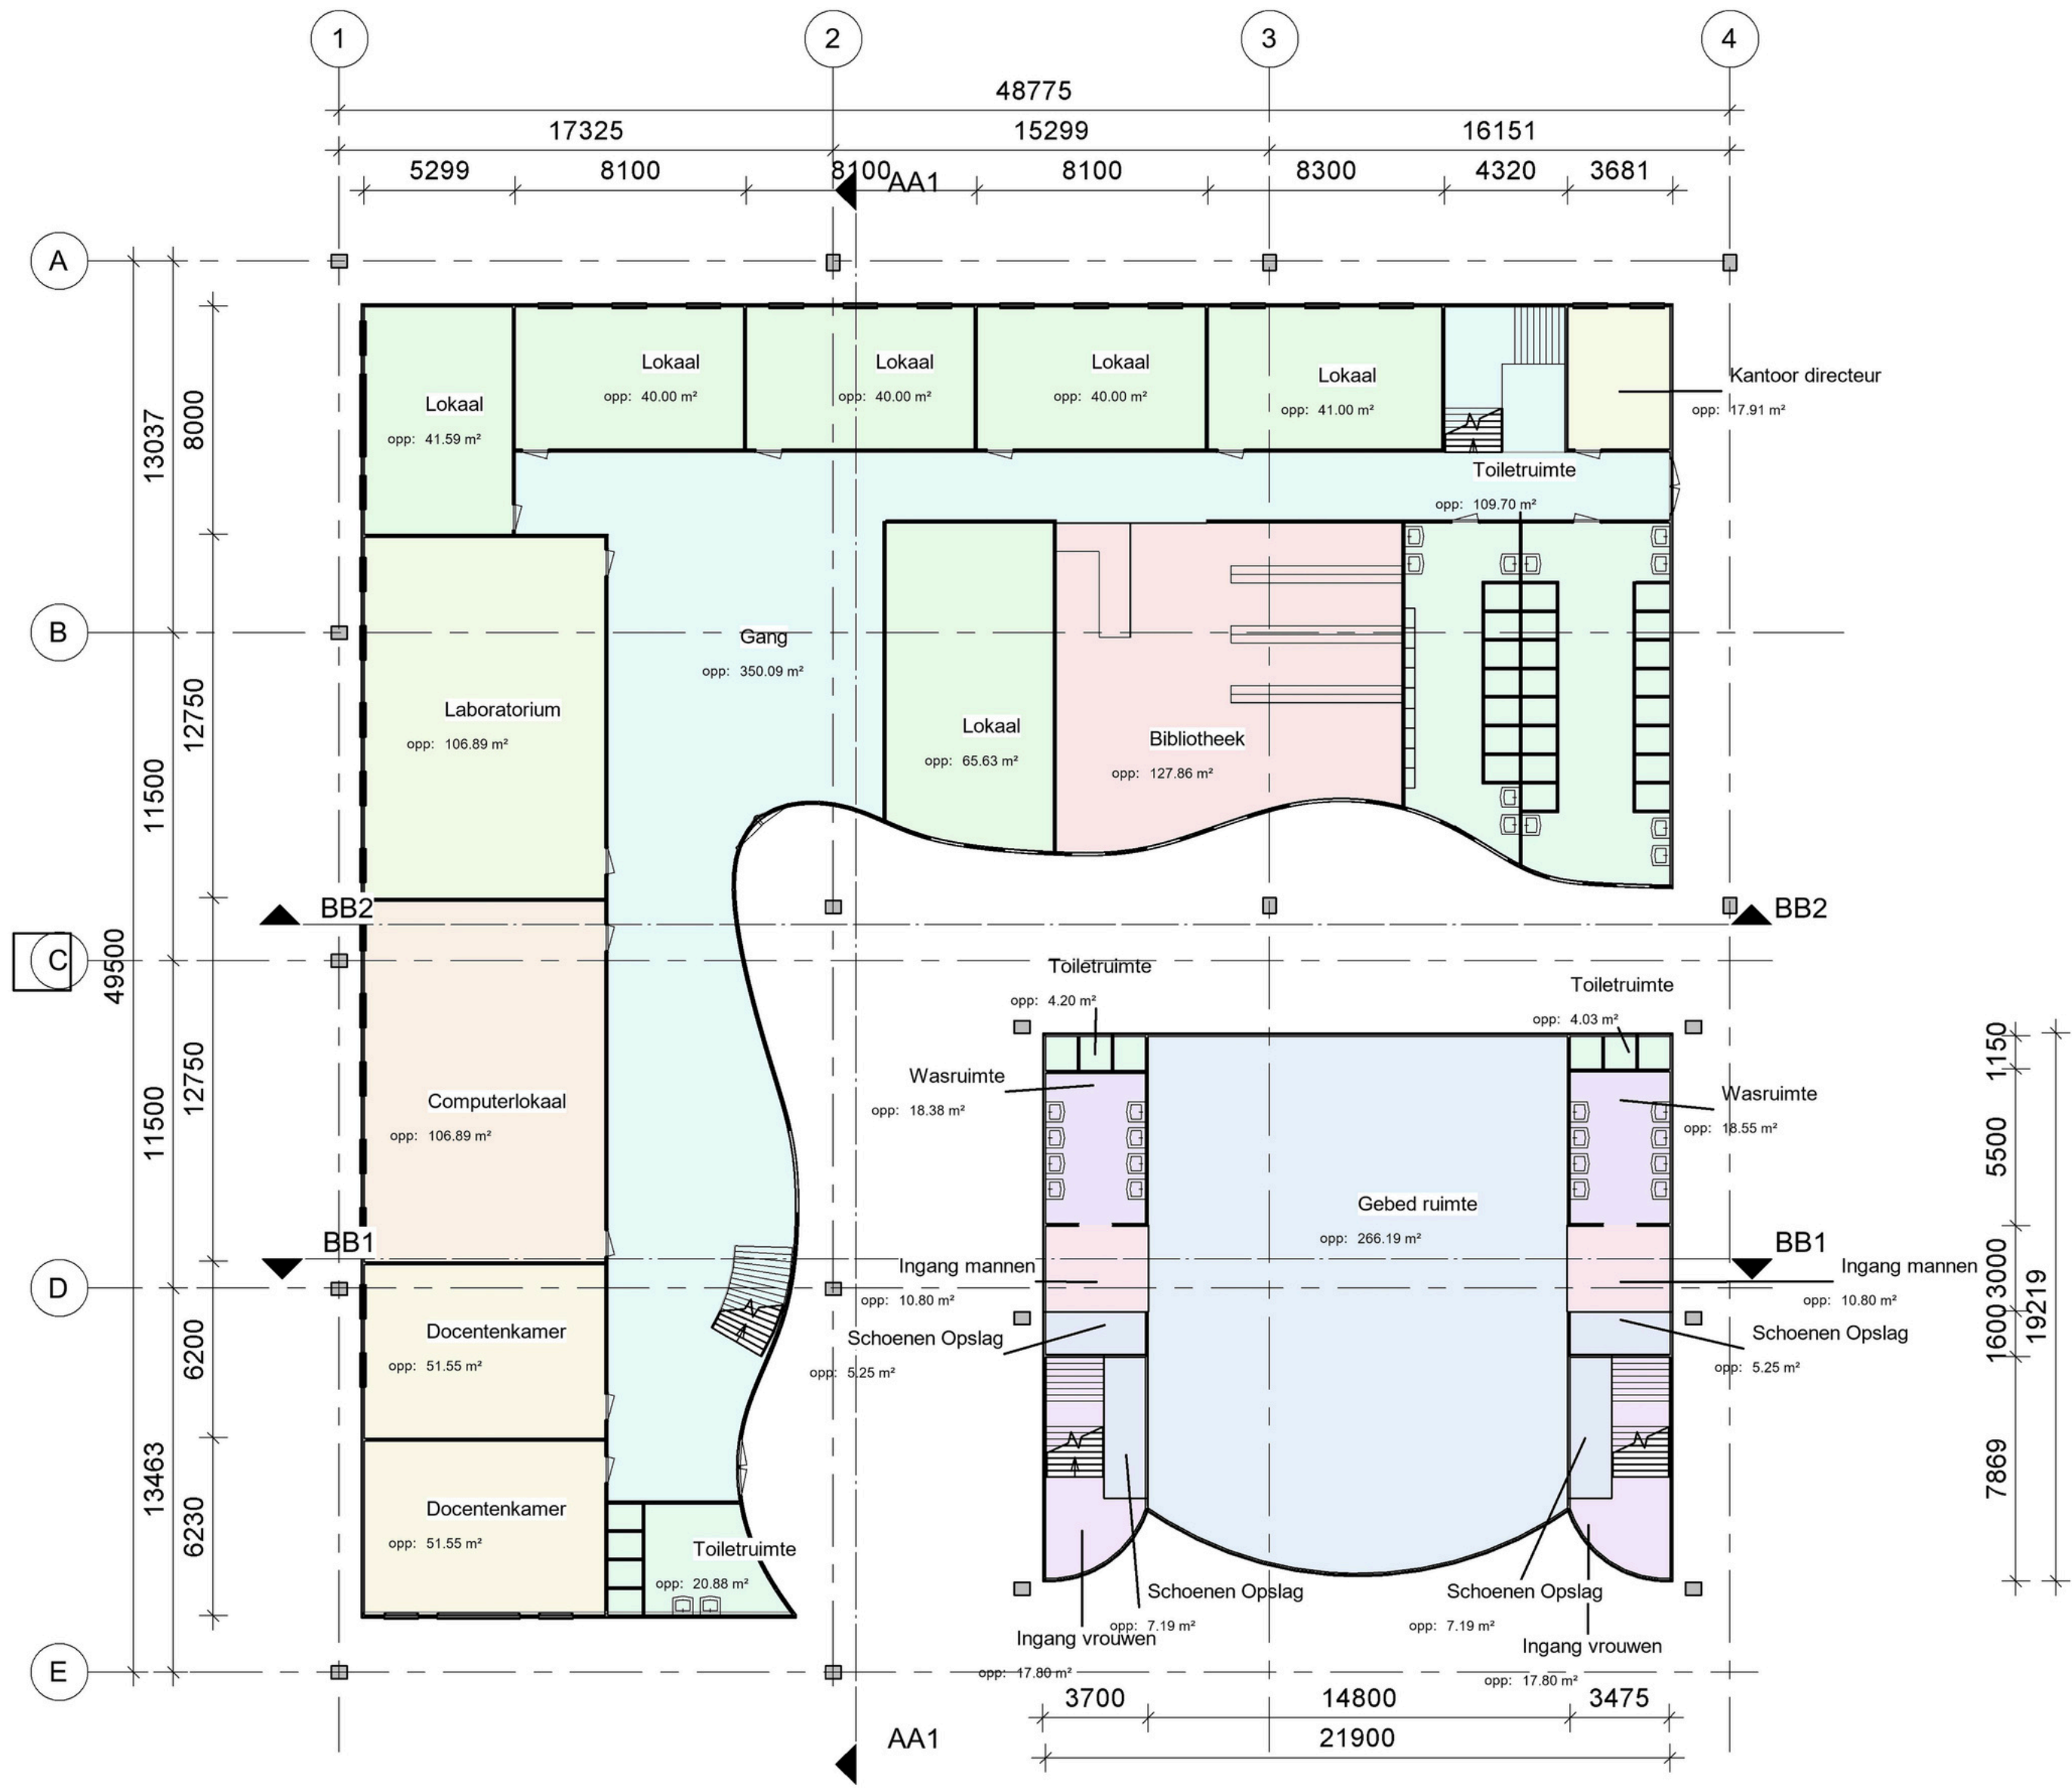 1
2
3
4
48775
17325
15299
16151
5299
8100
8100
8100
8300
4320
3681
AA1
A
B
C
D
E
13037
11500
11500
13463
49500
8000
12750
12750
6200
6230
Lokaal
opp: 41.59 m²
Lokaal
opp: 40.00 m²
Lokaal
opp: 40.00 m²
Lokaal
opp: 40.00 m²
Lokaal
opp: 41.00 m²
Kantoor directeur
opp: 17.91 m²
Toiletruimte
opp: 109.70 m²
Gang
opp: 350.09 m²
Laboratorium
opp: 106.89 m²
Lokaal
opp: 65.63 m²
Bibliotheek
opp: 127.86 m²
BB2
BB2
Computerlokaal
opp: 106.89 m²
BB1
BB1
Docentenkamer
opp: 51.55 m²
Docentenkamer
opp: 51.55 m²
Toiletruimte
opp: 20.88 m²
Toiletruimte
opp: 4.20 m²
Toiletruimte
opp: 4.03 m²
Wasruimte
opp: 18.38 m²
Wasruimte
opp: 18.55 m²
Gebed ruimte
opp: 266.19 m²
Ingang mannen
opp: 10.80 m²
Ingang mannen
opp: 10.80 m²
Schoenen Opslag
opp: 5.25 m²
Schoenen Opslag
opp: 5.25 m²
Schoenen Opslag
opp: 7.19 m²
Schoenen Opslag
opp: 7.19 m²
Ingang vrouwen
opp: 17.80 m²
Ingang vrouwen
opp: 17.80 m²
1150
5500
3000
1600
7869
19219
3700
14800
3475
21900
AA1